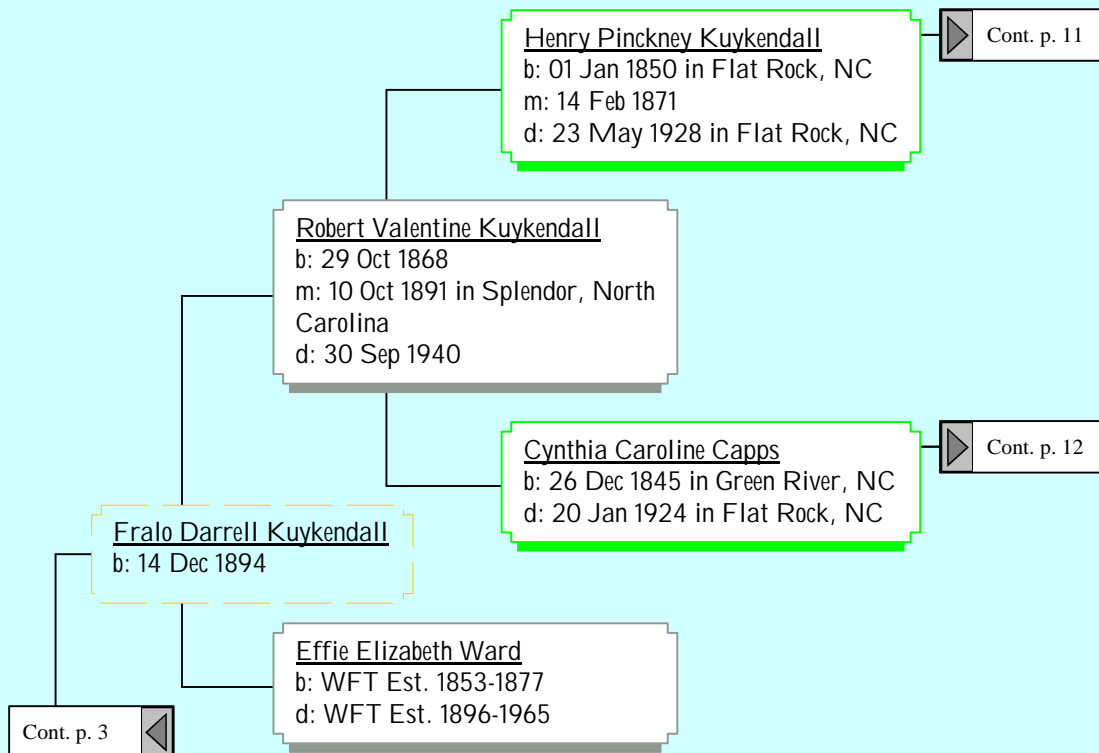 Henry Pinckney Kuykendall
b: 01 Jan 1850 in Flat Rock, NC
m: 14 Feb 1871
d: 23 May 1928 in Flat Rock, NC
Cont. p. 11
Robert Valentine Kuykendall
b: 29 Oct 1868
m: 10 Oct 1891 in Splendor, North
Carolina
d: 30 Sep 1940
Cynthia Caroline Capps
b: 26 Dec 1845 in Green River, NC
d: 20 Jan 1924 in Flat Rock, NC
Cont. p. 12
Fralo Darrell Kuykendall
b: 14 Dec 1894
Effie Elizabeth Ward
b: WFT Est. 1853-1877
d: WFT Est. 1896-1965
Cont. p. 3